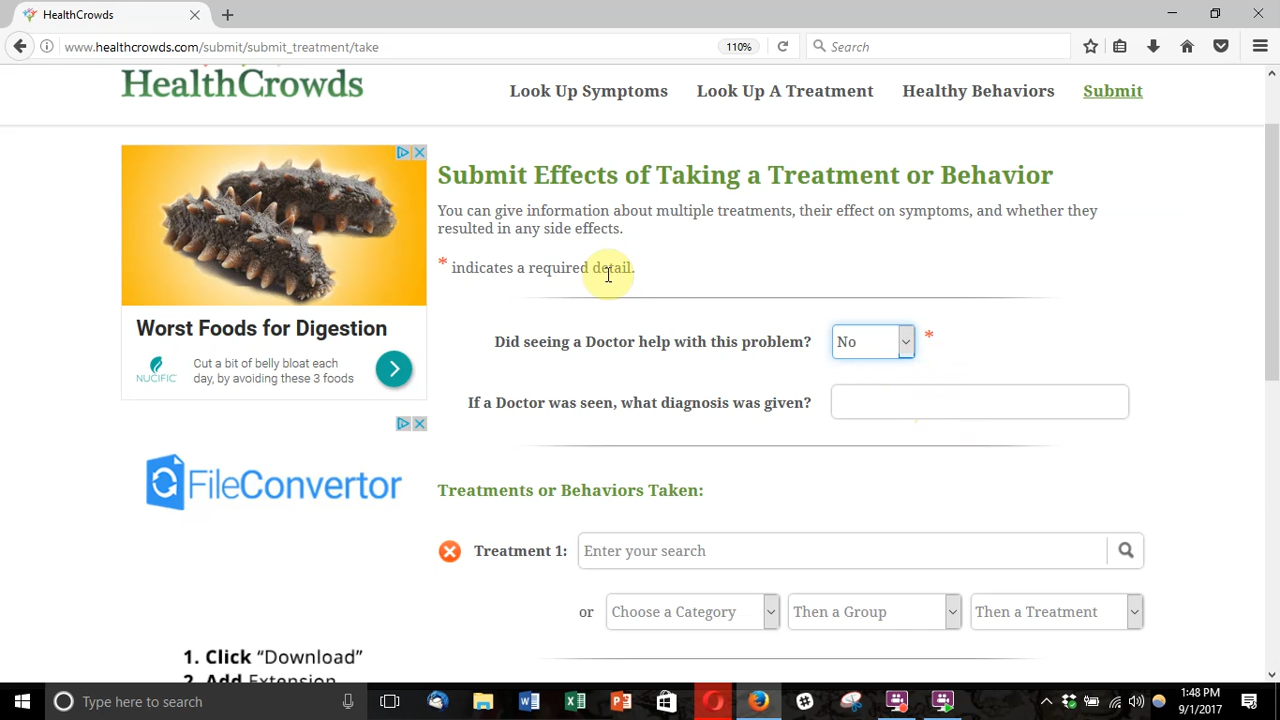 HealthCrowds
www.healthcrowds.com/submit/submit_treatment/take
110%
Search
HealthCrowds
Look Up Symptoms
Look Up A Treatment
Healthy Behaviors
Submit
Submit Effects of Taking a Treatment or Behavior
You can give information about multiple treatments, their effect on symptoms, and whether they
resulted in any side effects.
* indicates a required detail.
Worst Foods for Digestion
NUCIFIC
Cut a bit of belly bloat each
day, by avoiding these 3 foods
Did seeing a Doctor help with this problem?
No
*
If a Doctor was seen, what diagnosis was given?
FileConvertor
Treatments or Behaviors Taken:
Treatment 1:
Enter your search
or
Choose a Category
Then a Group
Then a Treatment
1. Click “Download”
2. Add Extension
Type here to search
1:48 PM
9/1/2017